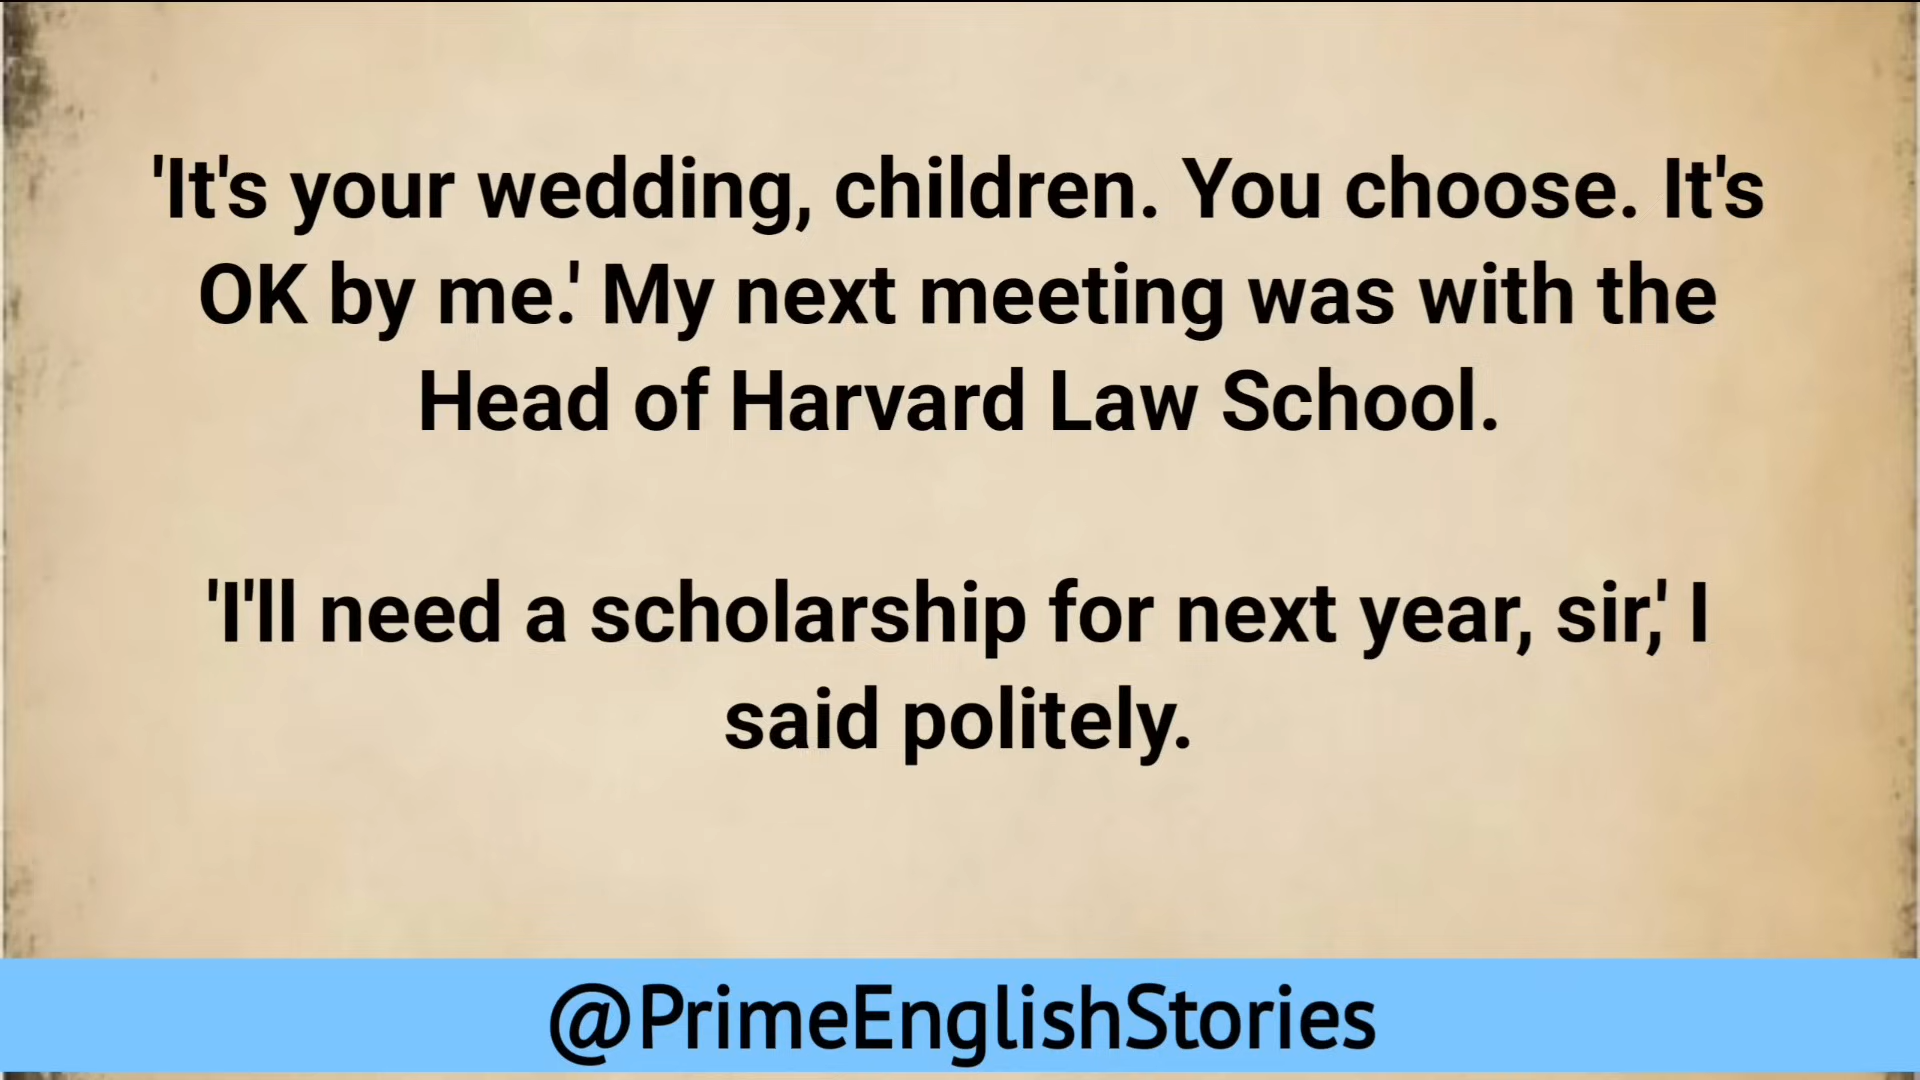 'It's your wedding, children. You choose. It's
OK by me.' My next meeting was with the
Head of Harvard Law School.
'I'll need a scholarship for next year, sir,' I
said politely.
@PrimeEnglishStories